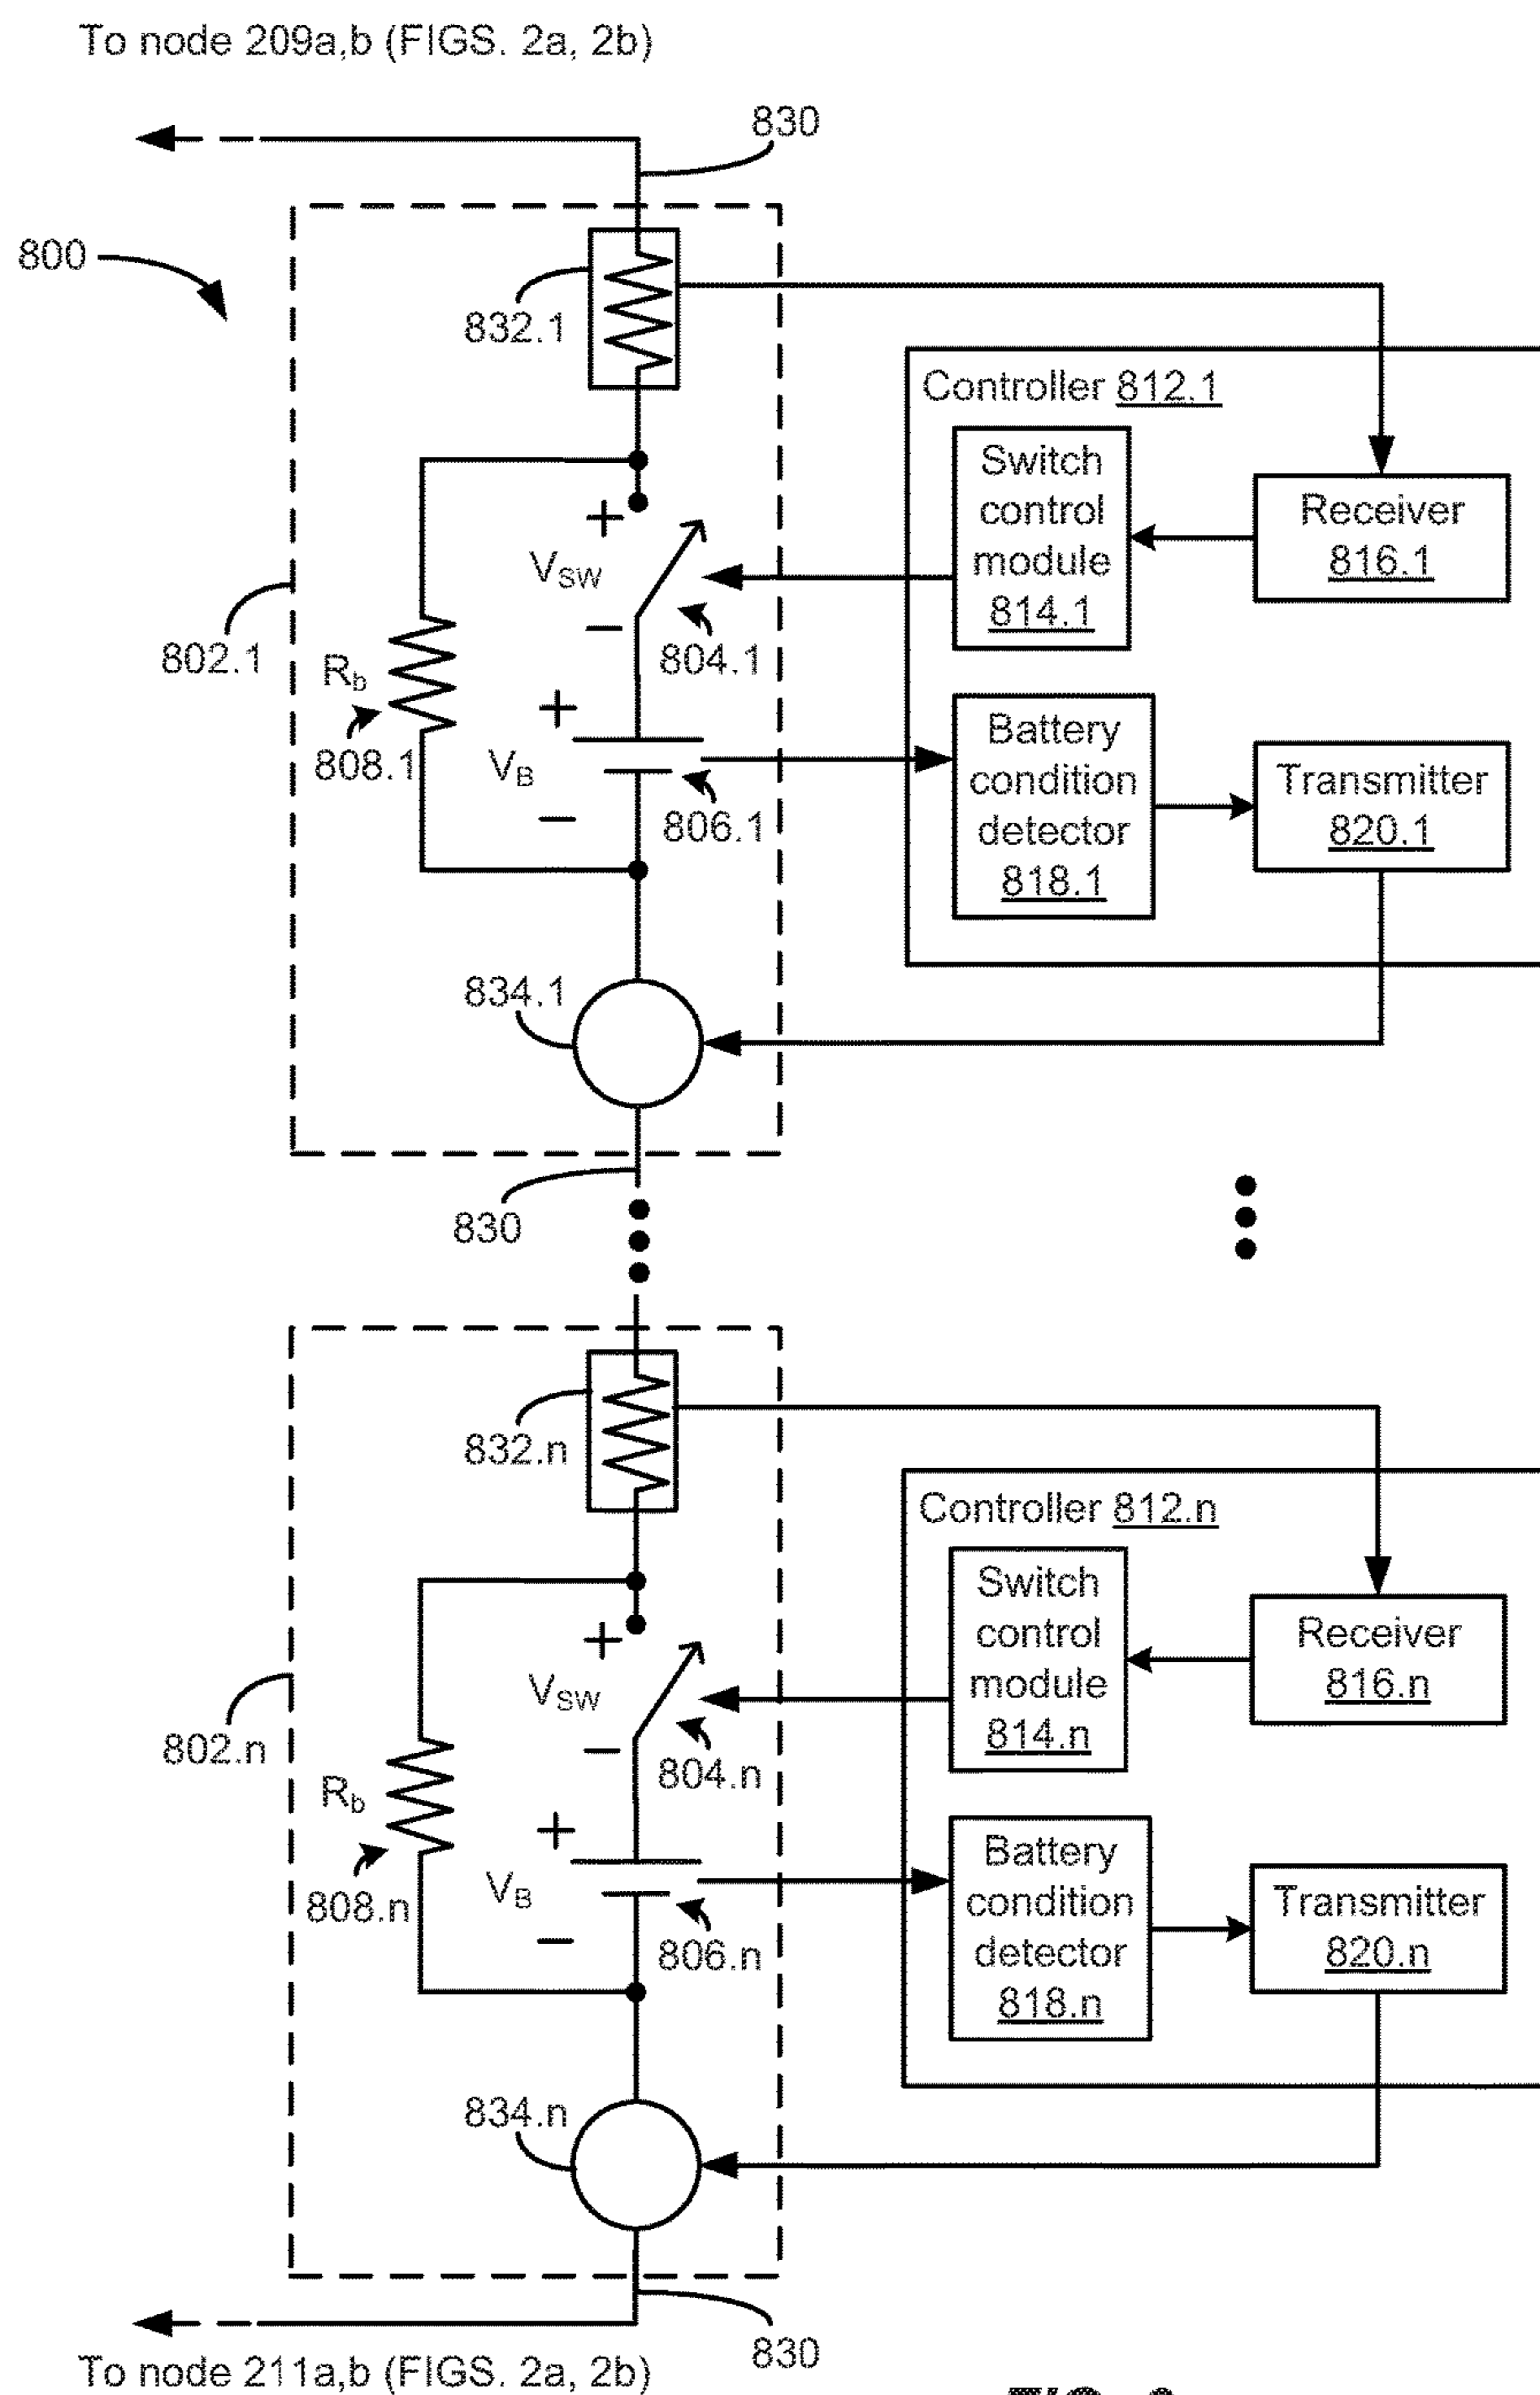 To node 209a,b (FIGS. 2a, 2b)
830
800
832.1
Controller 812.1
Switch
control
module
814.1
Receiver
816.1
+
VSW
−
804.1
802.1
Rb
808.1
+
VB
−
806.1
Battery
condition
detector
818.1
Transmitter
820.1
834.1
830
832.n
Controller 812.n
Switch
control
module
814.n
Receiver
816.n
+
VSW
−
804.n
802.n
Rb
808.n
+
VB
−
806.n
Battery
condition
detector
818.n
Transmitter
820.n
834.n
830
To node 211a,b (FIGS. 2a, 2b)